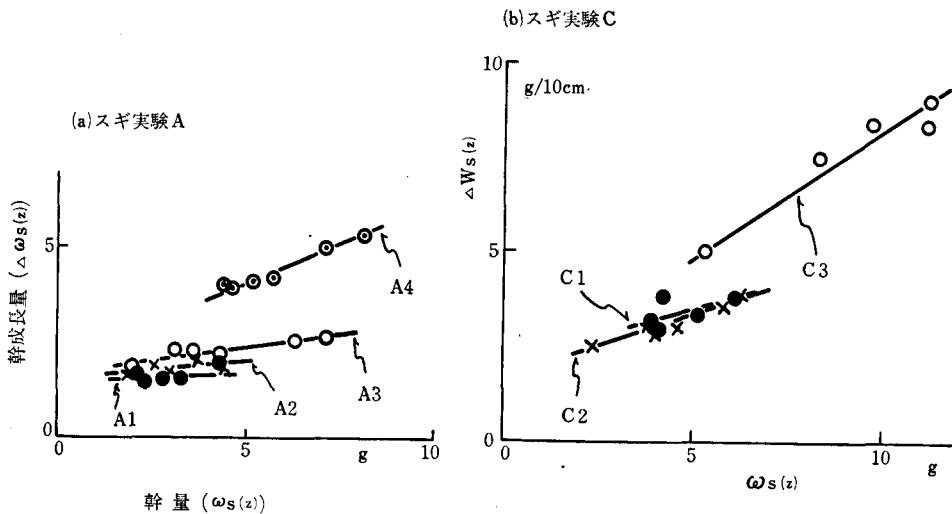 (a)スギ実験A
幹成長量(△ωs(z))
5
0
A4
A3
A2
A1
0
5
g
10
幹量(ωs(z))
(b)スギ実験C
10
g/10cm
△Ws(z)
5
0
C1
C2
C3
0
5
10
g
ωs(z)